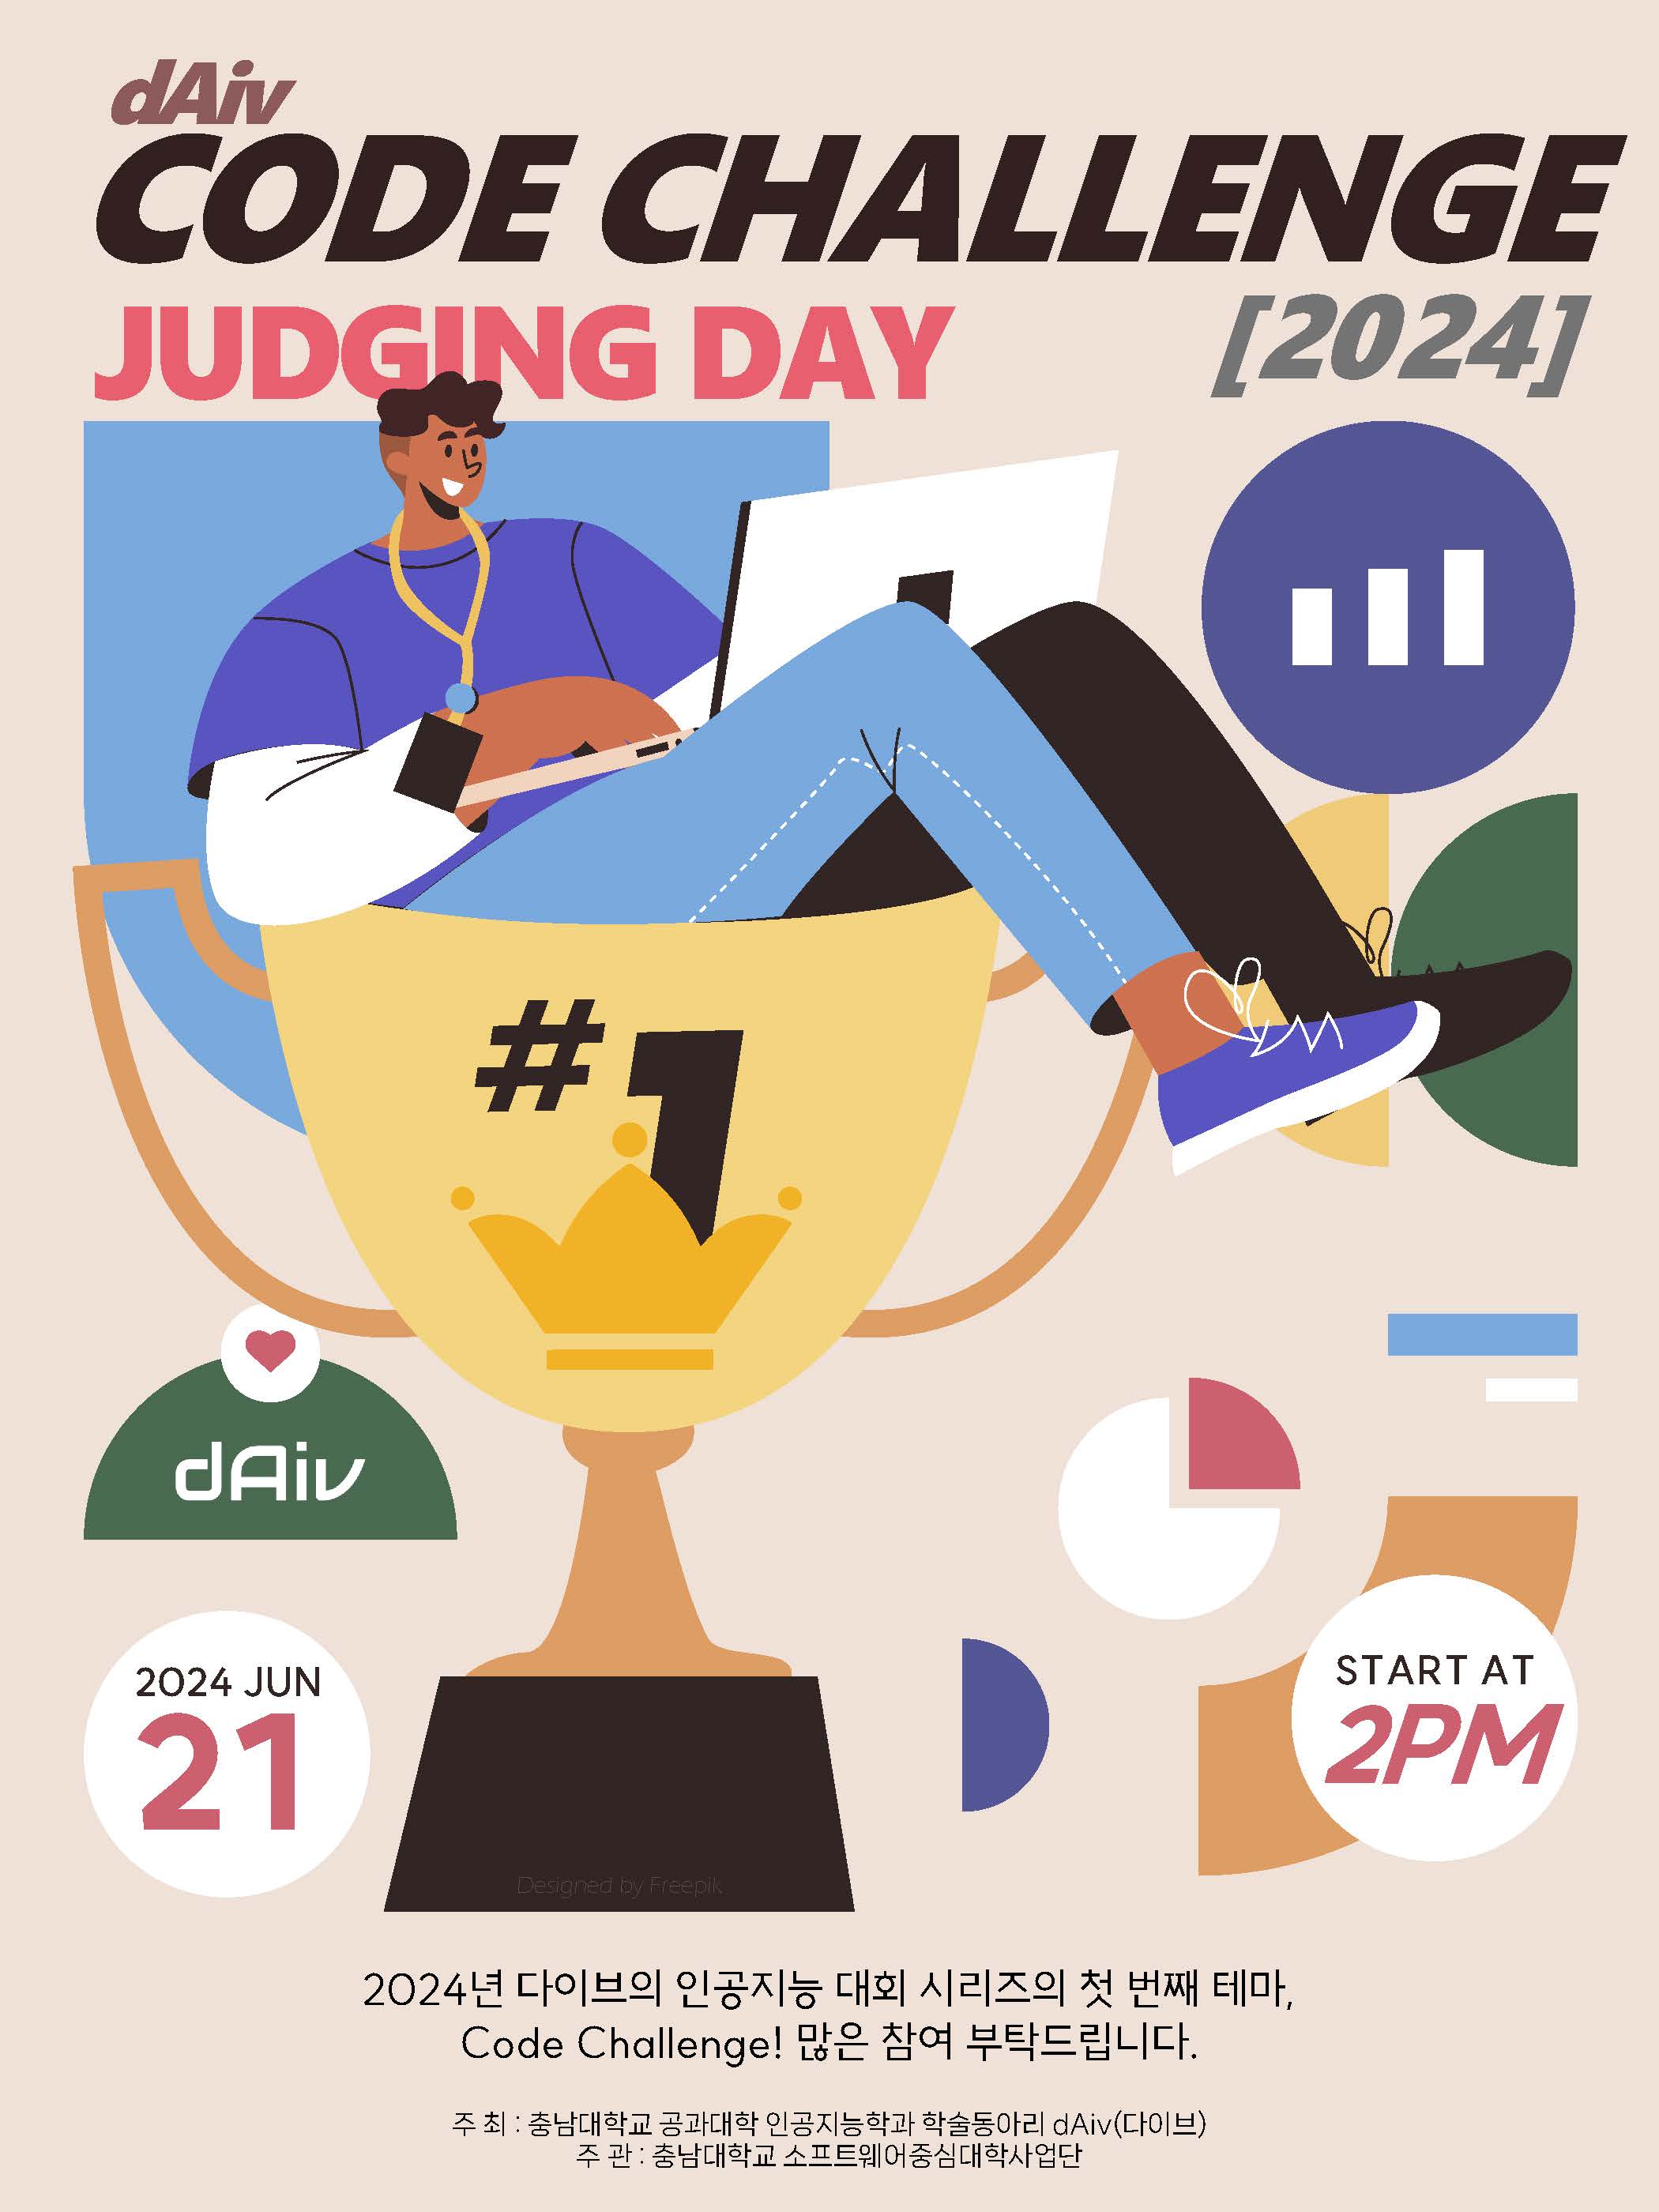 dAiv
CODE CHALLENGE
JUDGING DAY
[2024]
#1
dAiv
2024 JUN
21
START AT
2PM
Designed by Freepik
2024년 다이브의 인공지능 대회 시리즈의 첫 번째 테마,
Code Challenge! 많은 참여 부탁드립니다.
주 최 : 충남대학교 공과대학 인공지능학과 학술동아리 dAiv(다이브)
주 관 : 충남대학교 소프트웨어중심대학사업단